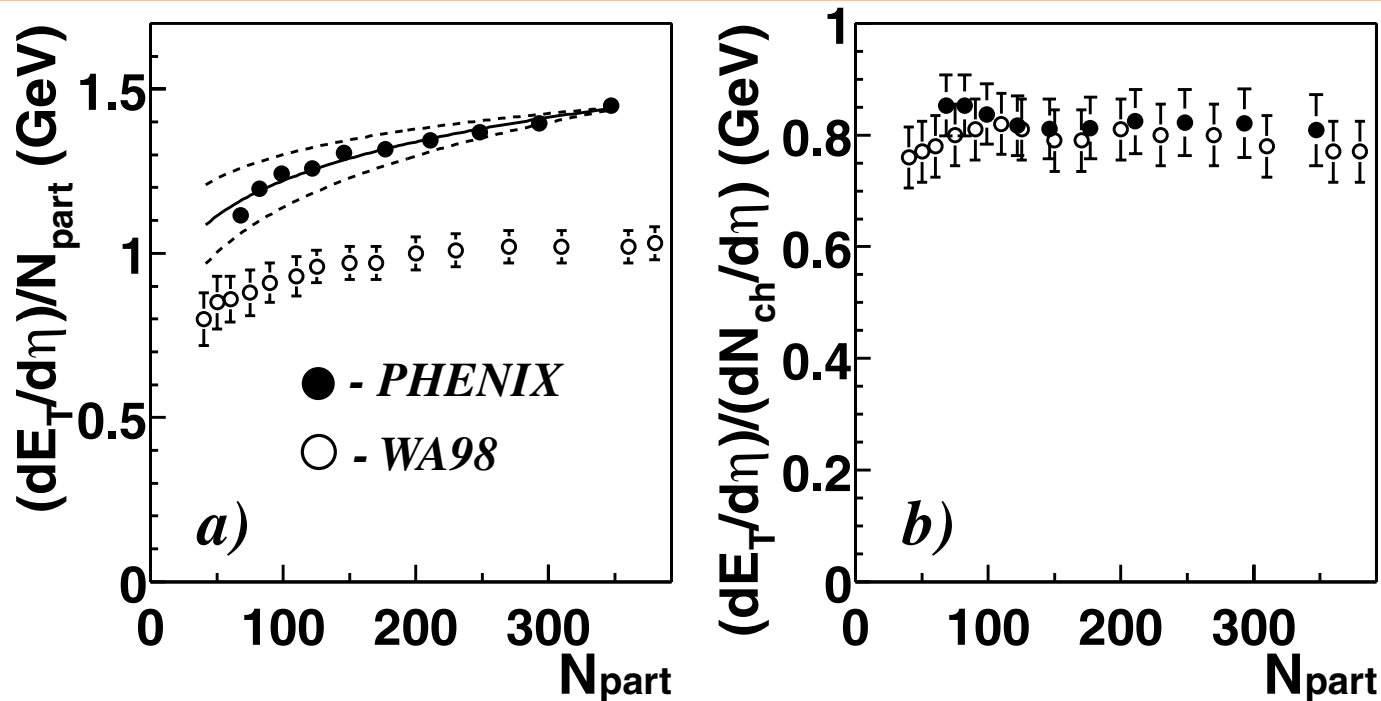 (dE_T/dη)/N_part (GeV)
1.5
1
0.5
0
0 100 200 300
N_part
- PHENIX
- WA98
a)
(dE_T/dη)/(dN_ch/dη) (GeV)
1
0.8
0.6
0.4
0.2
0
0 100 200 300
N_part
b)